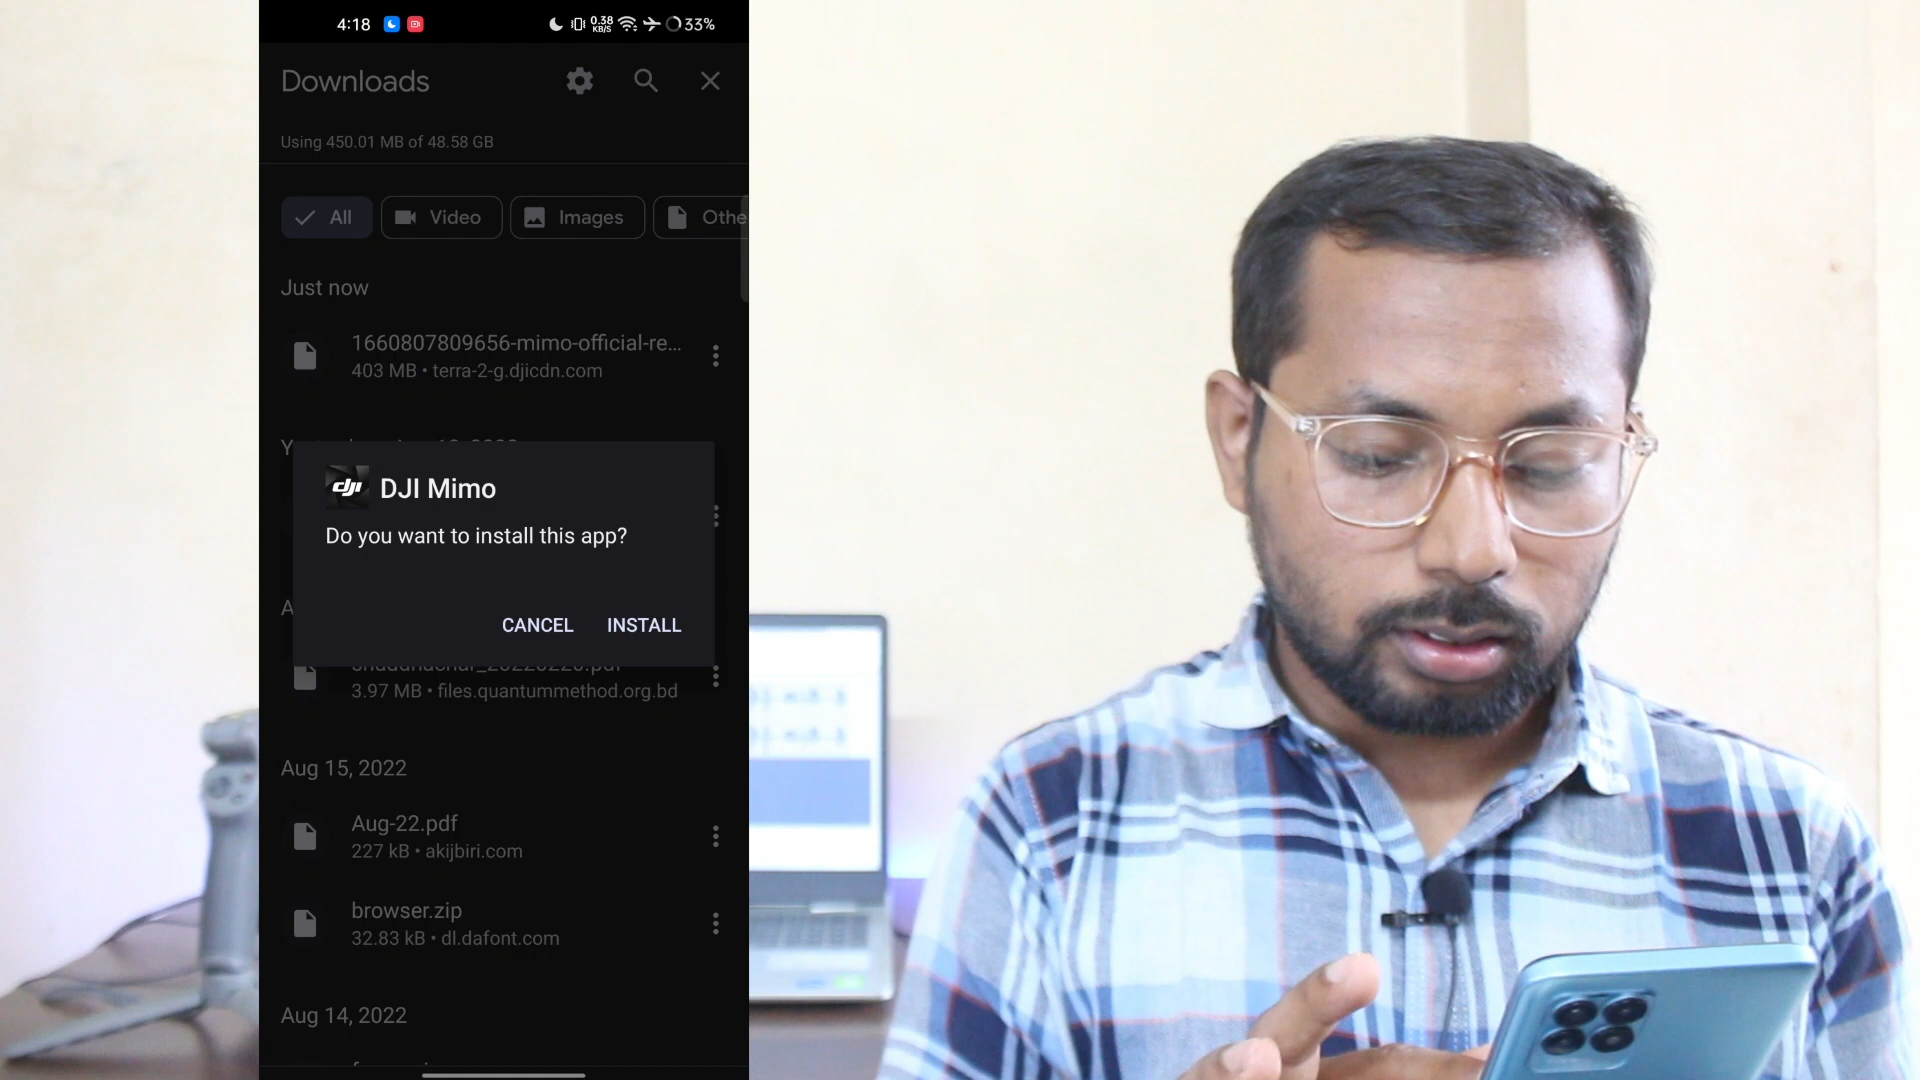 4:18
0.38
KB/S
33%
Downloads
Using 450.01 MB of 48.58 GB
All
Video
Images
Othe
Just now
1660807809656-mimo-official-re...
403 MB • terra-2-g.djicdn.com
dji DJI Mimo
Do you want to install this app?
CANCEL INSTALL
3.97 MB • files.quantummethod.org.bd
Aug 15, 2022
Aug-22.pdf
227 kB • akijbiri.com
browser.zip
32.83 kB • dl.dafont.com
Aug 14, 2022